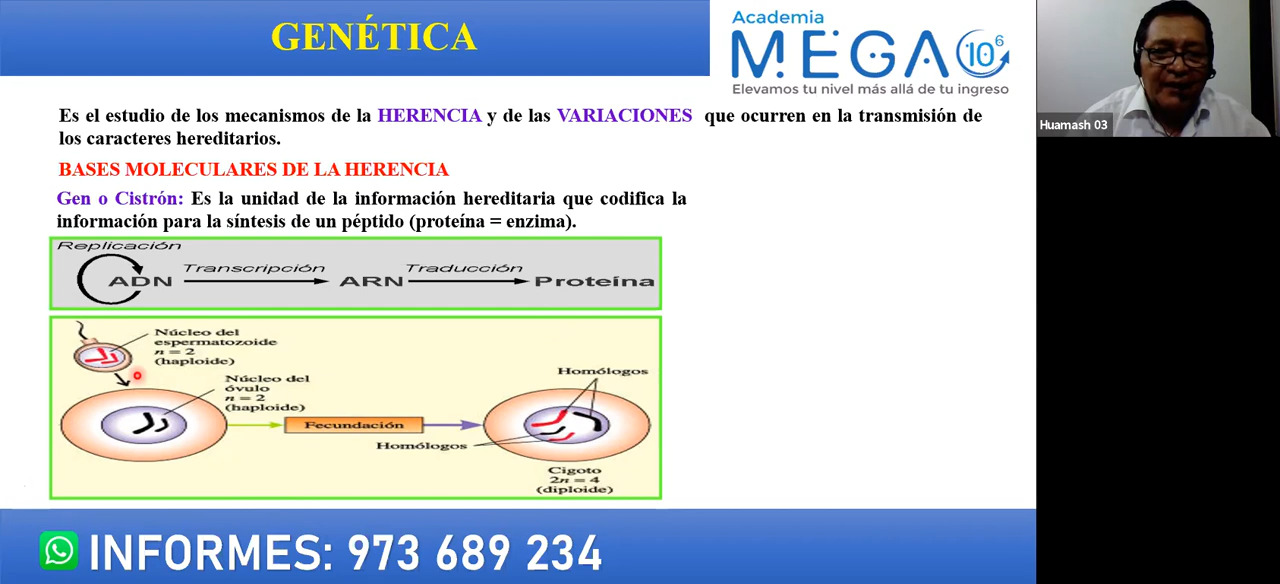 GENÉTICA
Academia
MEGA 10⁶
Elevamos tu nivel más allá de tu ingreso
Huamash 03
Es el estudio de los mecanismos de la HERENCIA y de las VARIACIONES que ocurren en la transmisión de
los caracteres hereditarios.
BASES MOLECULARES DE LA HERENCIA
Gen o Cistrón: Es la unidad de la información hereditaria que codifica la
información para la síntesis de un péptido (proteína = enzima).
Replicación
ADN Transcripción ARN Traducción Proteína
Núcleo del
espermatozoide
n = 2
(haploide)
Núcleo del
óvulo
n = 2
(haploide)
Fecundación
Homólogos
Homólogos
Cigoto
2n = 4
(diploide)
INFORMES: 973 689 234